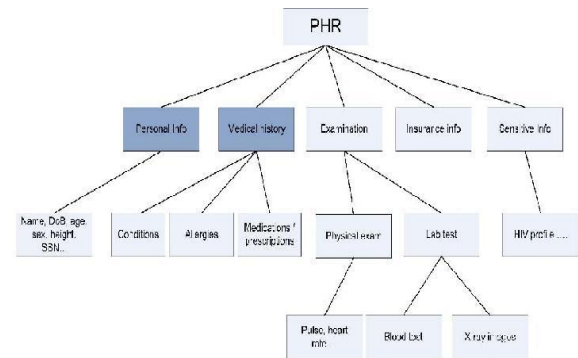 PHR
Personal Info
Medical history
Examination
Insurance info
Sensitive Info
Name, DoB, age,
sex, height,
SSN...
Conditions
Allergies
Medications /
prescriptions
Physical exam
Lab test
HIV profile ....
Pulse, heart
rate
Blood test
X ray